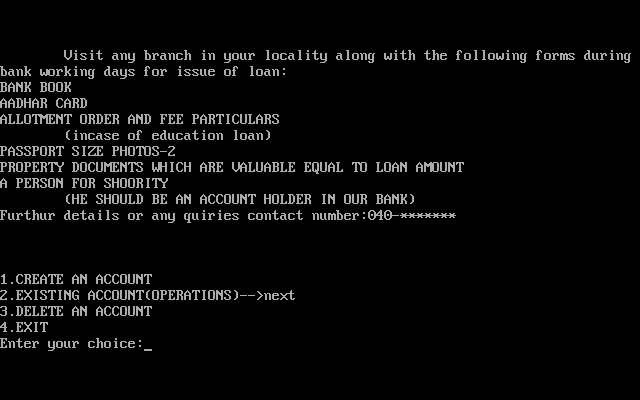 Visit any branch in your locality along with the following forms during
bank working days for issue of loan:
BANK BOOK
AADHAR CARD
ALLOTMENT ORDER AND FEE PARTICULARS
(incase of education loan)
PASSPORT SIZE PHOTOS-2
PROPERTY DOCUMENTS WHICH ARE VALUABLE EQUAL TO LOAN AMOUNT
A PERSON FOR SHOORITY
(HE SHOULD BE AN ACCOUNT HOLDER IN OUR BANK)
Furthur details or any quiries contact number:040-*******
1.CREATE AN ACCOUNT
2.EXISTING ACCOUNT(OPERATIONS)-->next
3.DELETE AN ACCOUNT
4.EXIT
Enter your choice:_